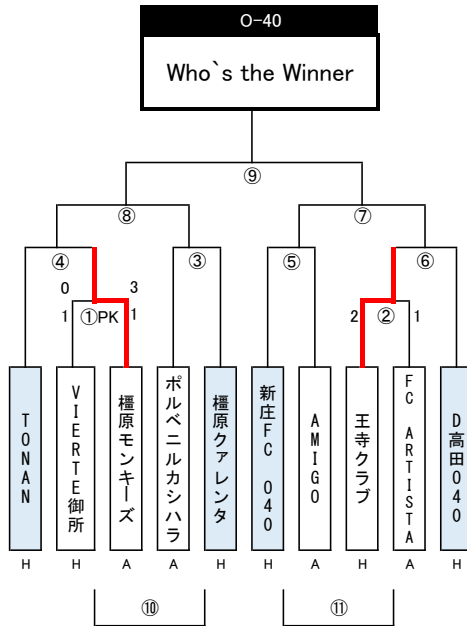 O-40
Who`s the Winner
⑨
⑧
⑦
④
③
⑤
⑥
0
3
1
①PK
1
2
②
1
TONAN
VIERTE御所
橿原モンキーズ
ポルベニルカシハラ
橿原クァレンタ
新庄FC O40
AMIGO
王寺クラブ
FC ARTISTA
D高田O40
H
H
A
A
H
H
A
H
A
H
⑩
⑪